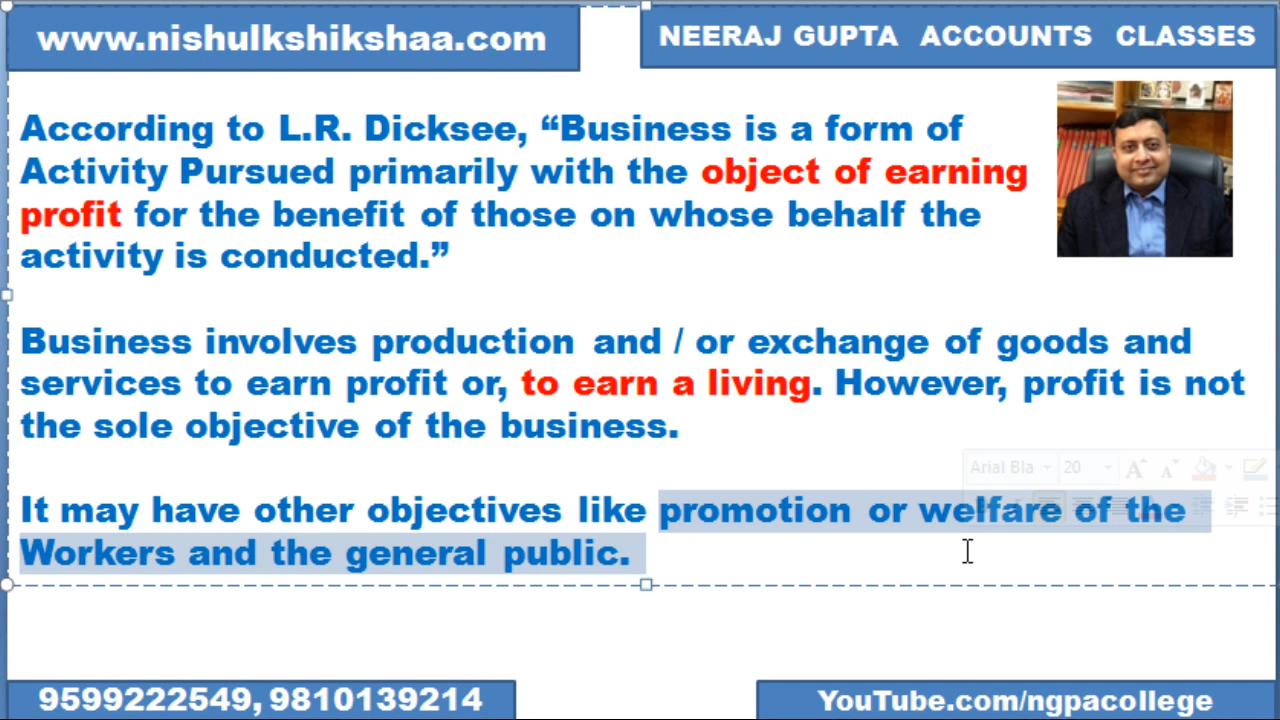 www.nishulkshikshaa.com
NEERAJ GUPTA ACCOUNTS CLASSES
According to L.R. Dicksee, “Business is a form of
Activity Pursued primarily with the object of earning
profit for the benefit of those on whose behalf the
activity is conducted.”
Business involves production and / or exchange of goods and
services to earn profit or, to earn a living. However, profit is not
the sole objective of the business.
Arial Bla 20
It may have other objectives like promotion or welfare of the
Workers and the general public.
9599222549, 9810139214
YouTube.com/ngpacollege